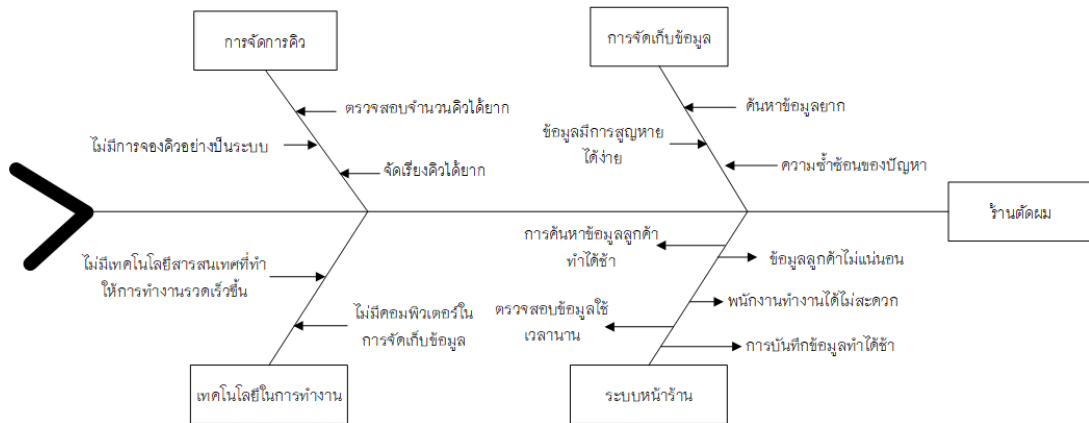 การจัดการคิว
การจัดเก็บข้อมูล
ตรวจสอบจำนวนคิวได้ยาก
ไม่มีการจองคิวอย่างป็นระบบ
จัดเรียงคิวได้ยาก
ค้นหาข้อมูลยาก
ข้อมูลมีการสูญหาย
ได้ง่าย
ความซ้ำซ้อนของปัญหา
ร้านตัดผม
ไม่มีเทคโนโลยีสารสนเทศที่ทำ
ให้การทำงานรวดเร็วขึ้น
ไม่มีคอมพิวเตอร์ใน
การจัดเก็บข้อมูล
การค้นหาข้อมูลลูกค้า
ทำได้ช้า
ข้อมูลลูกค้าไม่แน่นอน
พนักงานทำงานได้ไม่สะดวก
ตรวจสอบข้อมูลใช้
เวลานาน
การบันทึกข้อมูลทำได้ช้า
เทคโนโลยีในการทำงาน
ระบบหน้าร้าน